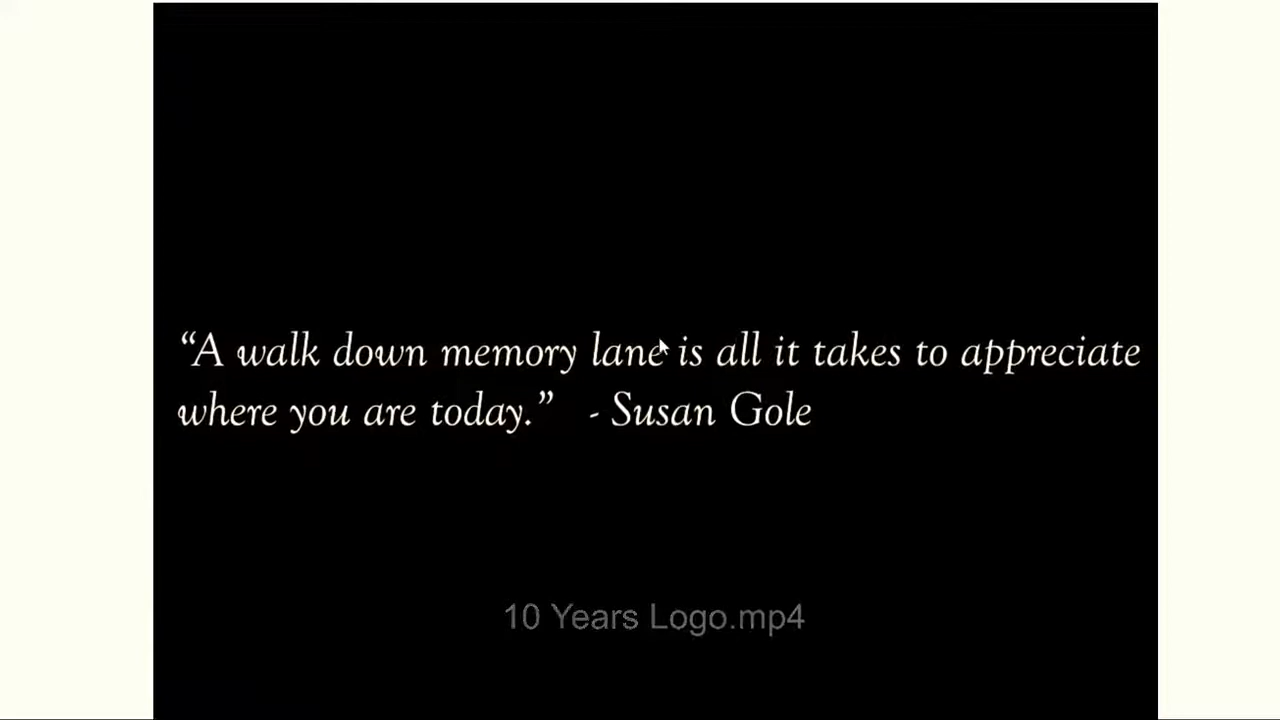 “A walk down memory lane is all it takes to appreciate
where you are today.” - Susan Gole
10 Years Logo.mp4